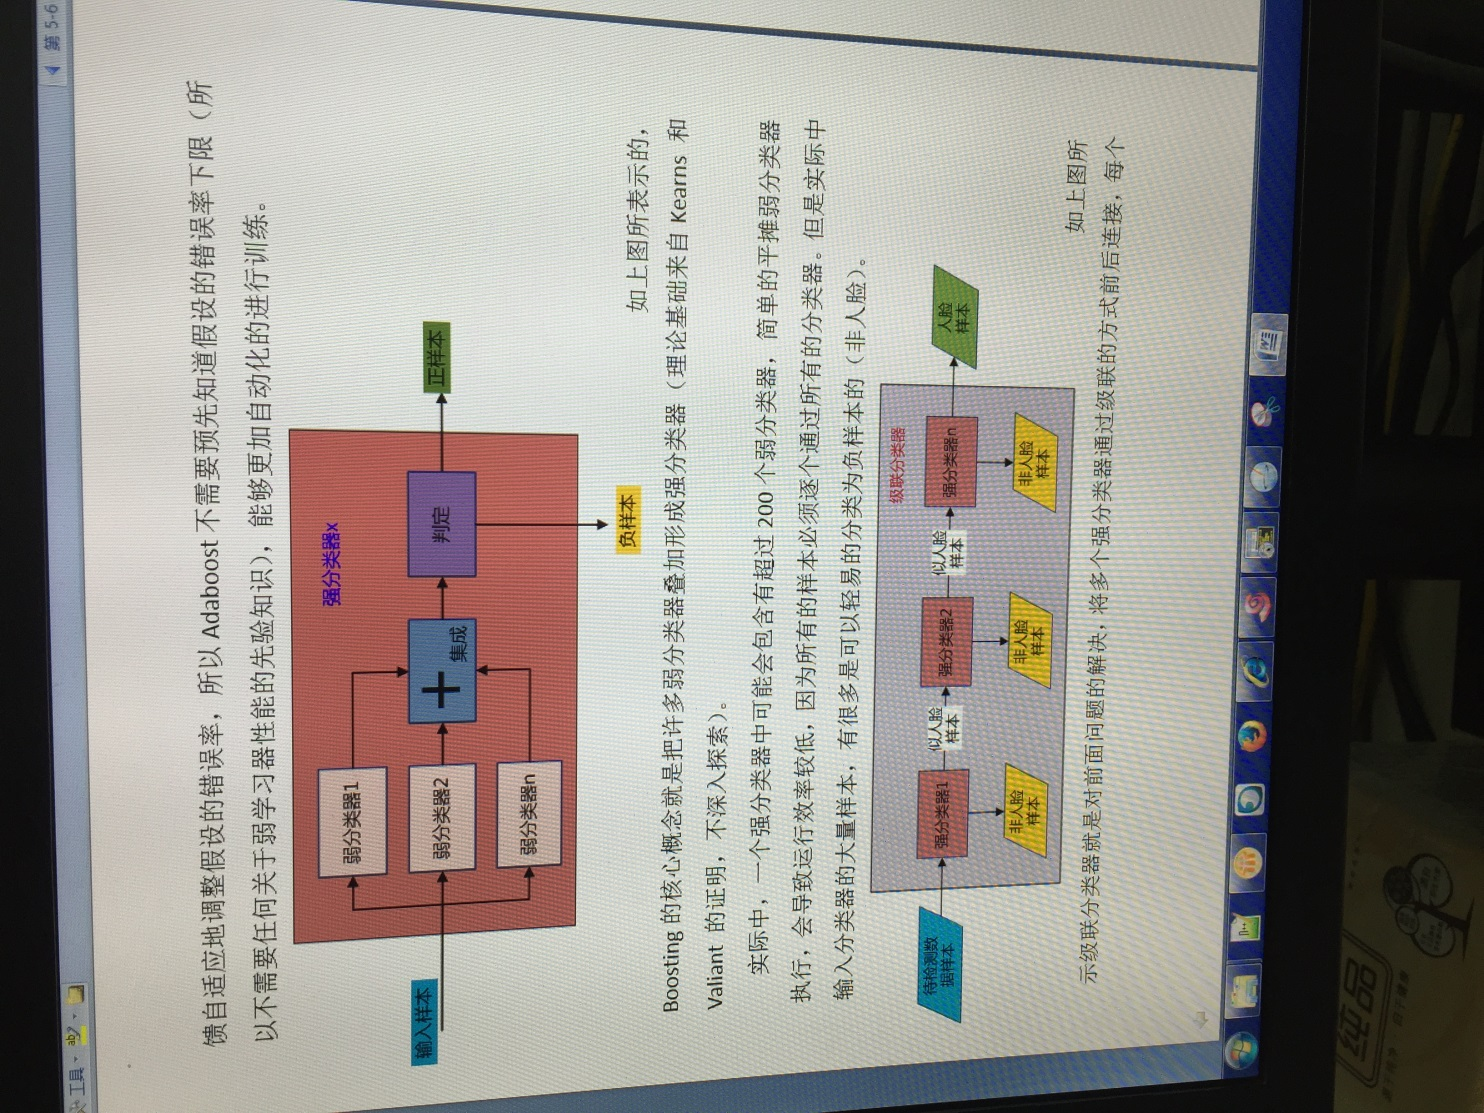 工具
第 5-6
馈自适应地调整假设的错误率，所以 Adaboost 不需要预先知道假设的错误率下限（所
以不需要任何关于弱学习器性能的先验知识），能够更加自动化的进行训练。
强分类器x
输入样本
弱分类器1
弱分类器2
弱分类器n
集成
判定
正样本
负样本
如上图所表示的，
Boosting 的核心概念就是把许多弱分类器叠加形成强分类器（理论基础来自 Kearns 和
Valiant 的证明，不深入探索）。
实际中，一个强分类器中可能会包含有超过 200 个弱分类器，简单的平摊弱分类器
执行，会导致运行效率较低，因为所有的样本必须逐个通过所有的分类器。但是实际中
输入分类器的大量样本，有很多是可以轻易的分类为负样本的（非人脸）。
级联分类器
待检测数
据样本
强分类器1
似人脸
样本
强分类器2
似人脸
样本
强分类器n
人脸
样本
非人脸
样本
非人脸
样本
非人脸
样本
如上图所
示级联分类器就是对前面问题的解决，将多个强分类器通过级联的方式前后连接，每个
纯品